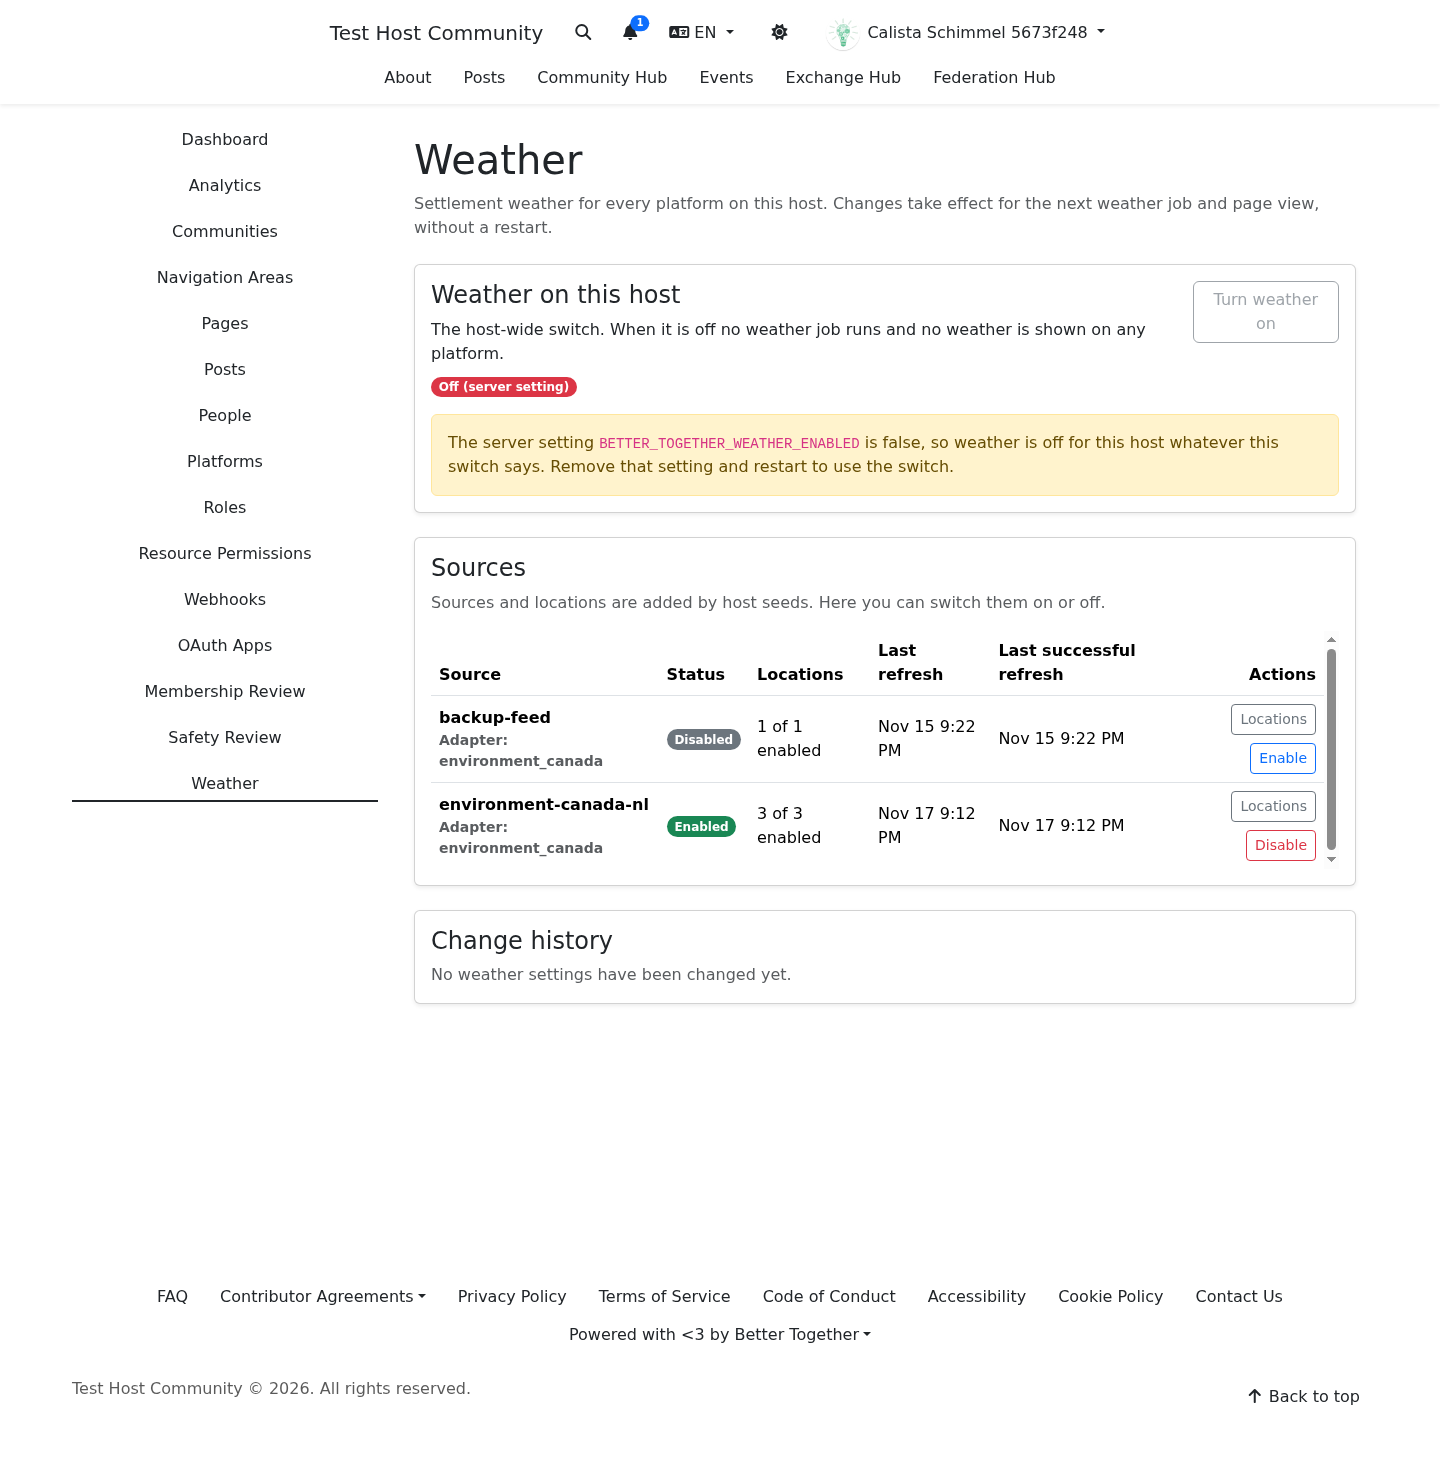 Test Host Community
1
EN
Calista Schimmel 5673f248
About Posts Community Hub Events Exchange Hub Federation Hub
Dashboard
Analytics
Communities
Navigation Areas
Pages
Posts
People
Platforms
Roles
Resource Permissions
Webhooks
OAuth Apps
Membership Review
Safety Review
Weather
Weather
Settlement weather for every platform on this host. Changes take effect for the next weather job and page view,
without a restart.
Weather on this host
Turn weather
on
The host-wide switch. When it is off no weather job runs and no weather is shown on any
platform.
Off (server setting)
The server setting BETTER_TOGETHER_WEATHER_ENABLED is false, so weather is off for this host whatever this
switch says. Remove that setting and restart to use the switch.
Sources
Sources and locations are added by host seeds. Here you can switch them on or off.
Source
Status
Locations
Last
refresh
Last successful
refresh
Actions
backup-feed
Adapter:
environment_canada
Disabled
1 of 1
enabled
Nov 15 9:22
PM
Nov 15 9:22 PM
Locations
Enable
environment-canada-nl
Adapter:
environment_canada
Enabled
3 of 3
enabled
Nov 17 9:12
PM
Nov 17 9:12 PM
Locations
Disable
Change history
No weather settings have been changed yet.
FAQ Contributor Agreements Privacy Policy Terms of Service Code of Conduct Accessibility Cookie Policy Contact Us
Powered with <3 by Better Together
Test Host Community © 2026. All rights reserved.
Back to top